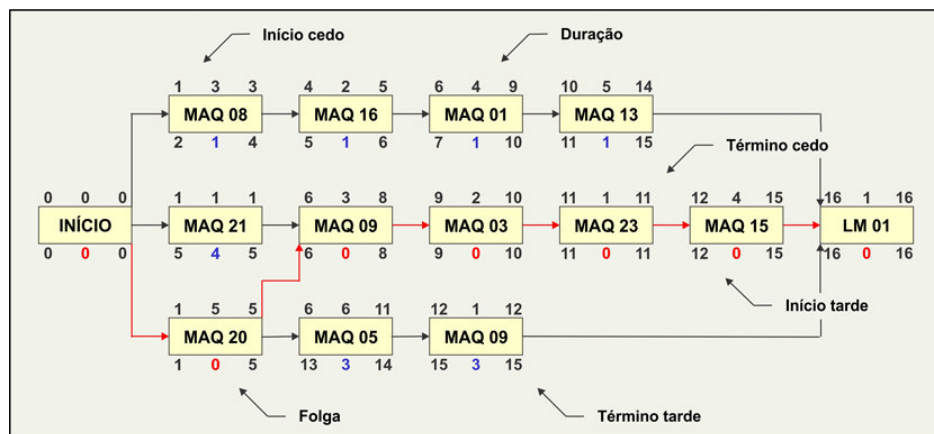 Início cedo
Duração
1 3 3 4 2 5 6 4 9 10 5 14
MAQ 08 MAQ 16 MAQ 01 MAQ 13
2 1 4 5 1 6 7 1 10 11 1 15
Término cedo
0 0 0 1 1 1 6 3 8 9 2 10 11 1 11 12 4 15 16 1 16
INÍCIO MAQ 21 MAQ 09 MAQ 03 MAQ 23 MAQ 15 LM 01
0 0 0 5 4 5 6 0 8 9 0 10 11 0 11 12 0 15 16 0 16
Início tarde
1 5 5 6 6 11 12 1 12
MAQ 20 MAQ 05 MAQ 09
1 0 5 13 3 14 15 3 15
Folga
Término tarde